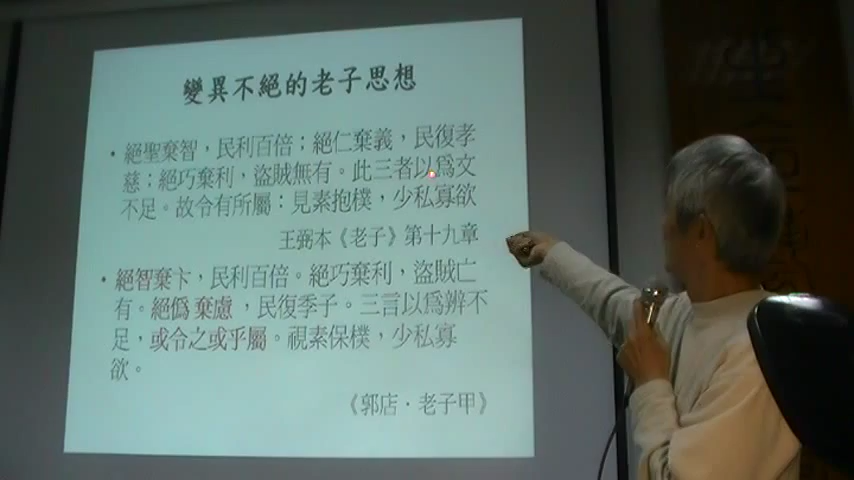 變異不絕的老子思想
• 絕聖棄智，民利百倍；絕仁棄義，民復孝
慈；絕巧棄利，盜賊無有。此三者以為文
不足。故令有所屬：見素抱樸，少私寡欲
王弼本《老子》第十九章
• 絕智棄卞，民利百倍。絕巧棄利，盜賊亡
有。絕僞棄慮，民復季子。三言以為辨不
足，或令之或乎屬。視素保樸，少私寡
欲。
《郭店．老子甲》